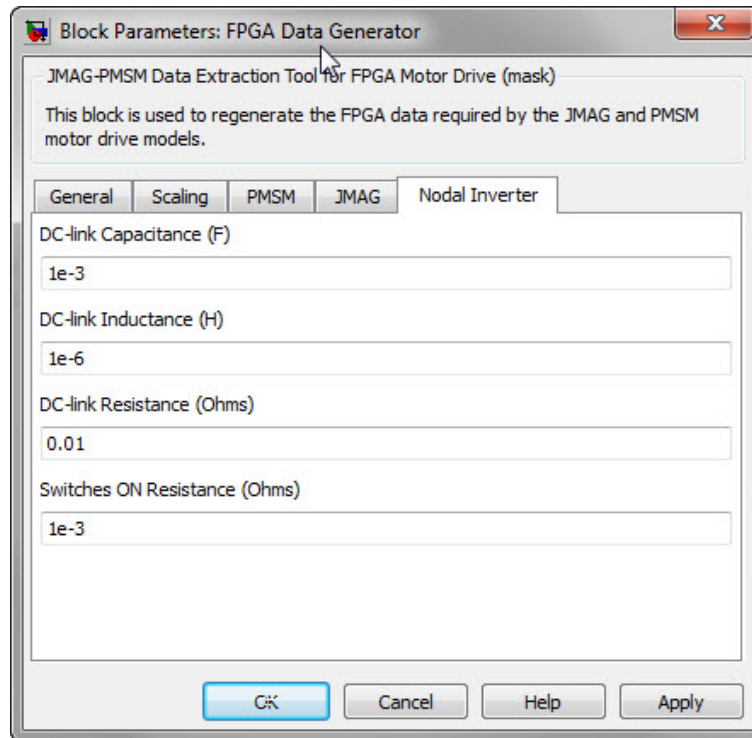 Block Parameters: FPGA Data Generator
JMAG-PMSM Data Extraction Tool for FPGA Motor Drive (mask)
This block is used to regenerate the FPGA data required by the JMAG and PMSM
motor drive models.
General Scaling PMSM JMAG Nodal Inverter
DC-link Capacitance (F)
1e-3
DC-link Inductance (H)
1e-6
DC-link Resistance (Ohms)
0.01
Switches ON Resistance (Ohms)
1e-3
OK Cancel Help Apply